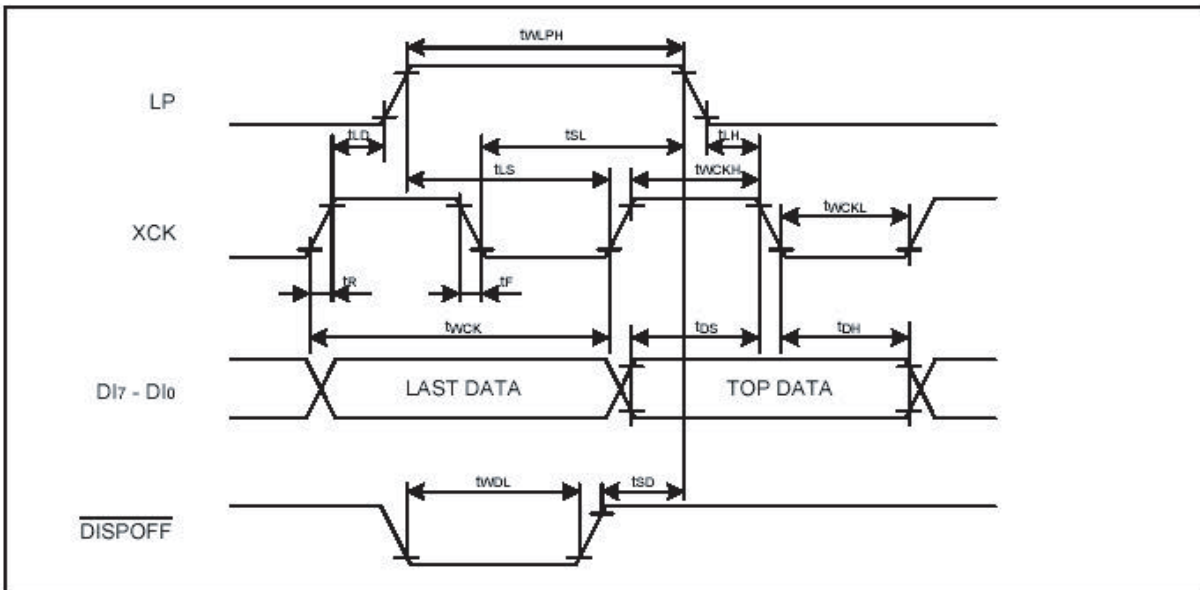 tWLPH
LP
tLD
tSL
tLH
tLS
tWCKH
tWCKL
XCK
tR
tF
tWCK
tDS
tDH
DI7 - DI0
LAST DATA
TOP DATA
tWDL
tSD
DISPOFF